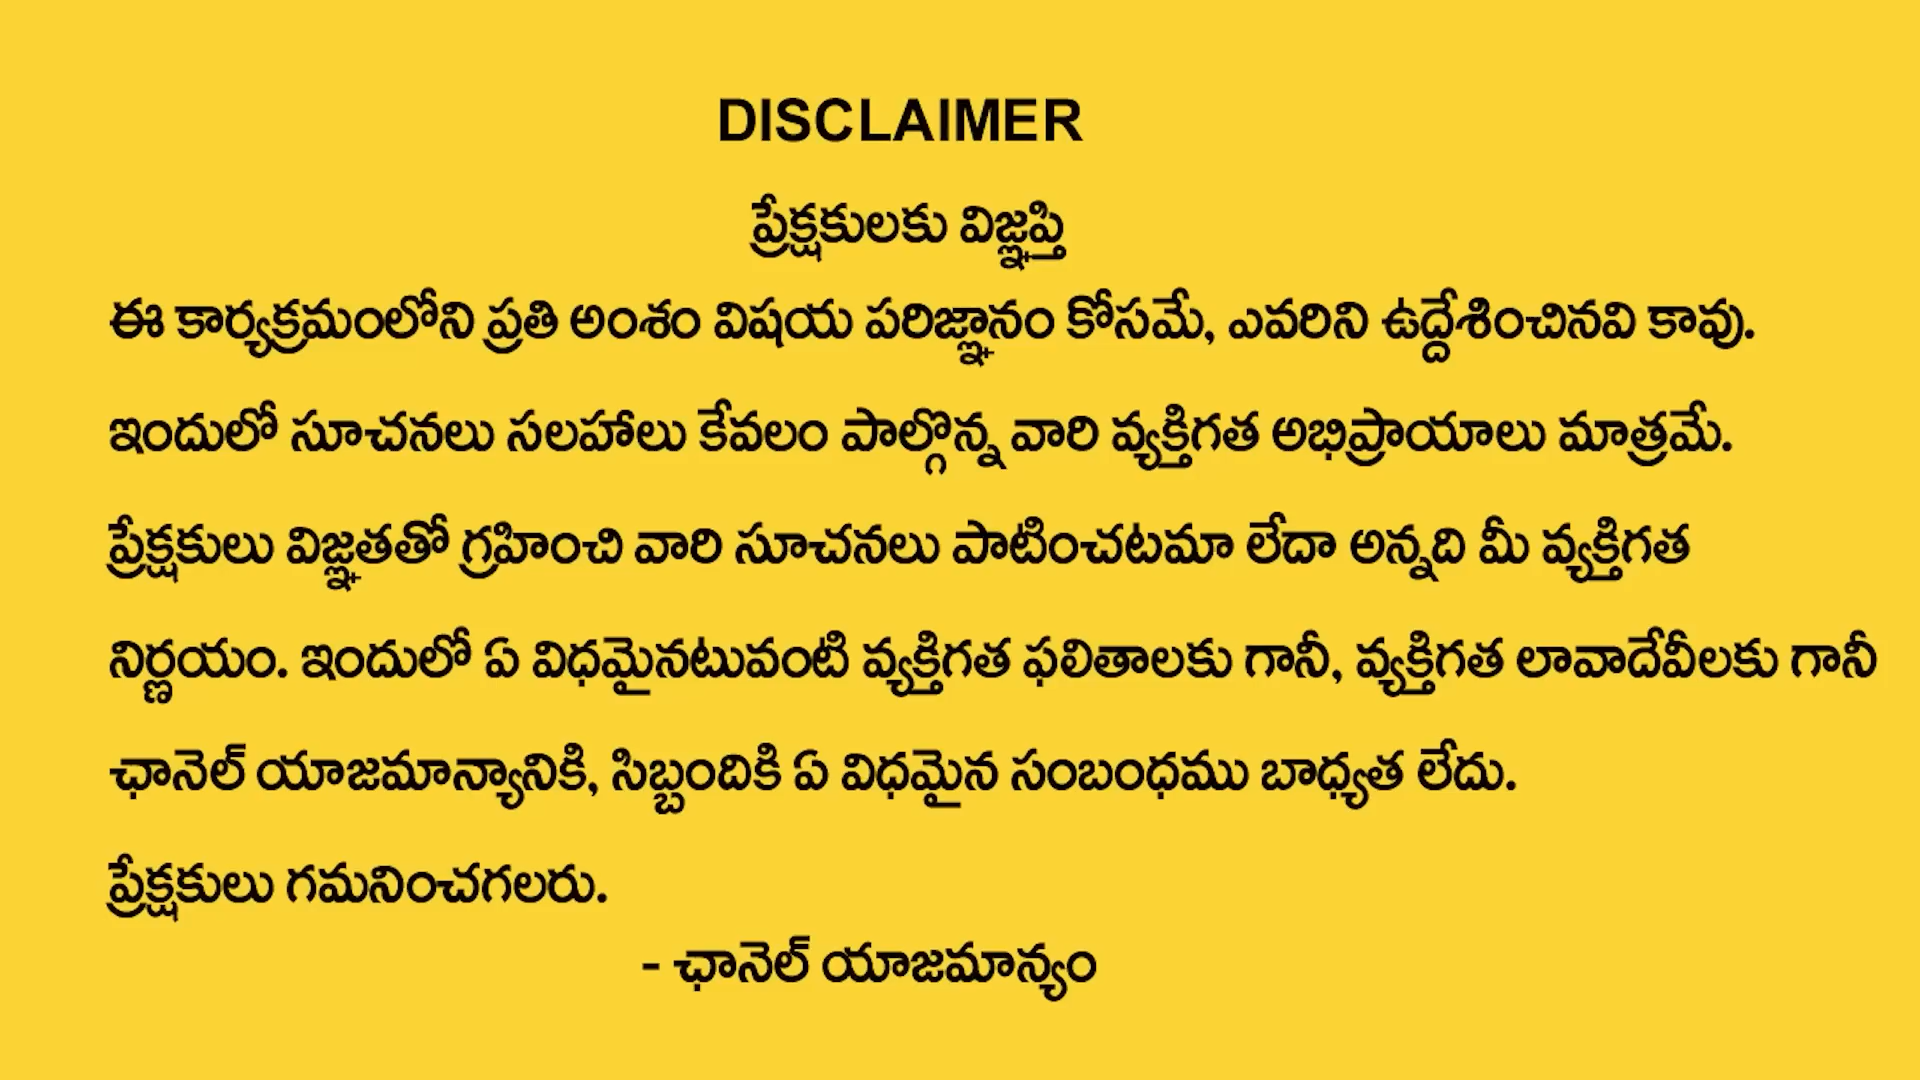 DISCLAIMER
ప్రేక్షకులకు విజ్ఞప్తి
ఈ కార్యక్రమంలోని ప్రతి అంశం విషయ పరిజ్ఞానం కోసమే, ఎవరిని ఉద్దేశించినవి కావు.
ఇందులో సూచనలు సలహాలు కేవలం పాల్గొన్న వారి వ్యక్తిగత అభిప్రాయాలు మాత్రమే.
ప్రేక్షకులు విజ్ఞతతో గ్రహించి వారి సూచనలు పాటించటమా లేదా అన్నది మీ వ్యక్తిగత
నిర్ణయం. ఇందులో ఏ విధమైనటువంటి వ్యక్తిగత ఫలితాలకు గానీ, వ్యక్తిగత లావాదేవీలకు గానీ
ఛానెల్ యాజమాన్యానికి, సిబ్బందికి ఏ విధమైన సంబంధము బాధ్యత లేదు.
ప్రేక్షకులు గమనించగలరు.
- ఛానెల్ యాజమాన్యం